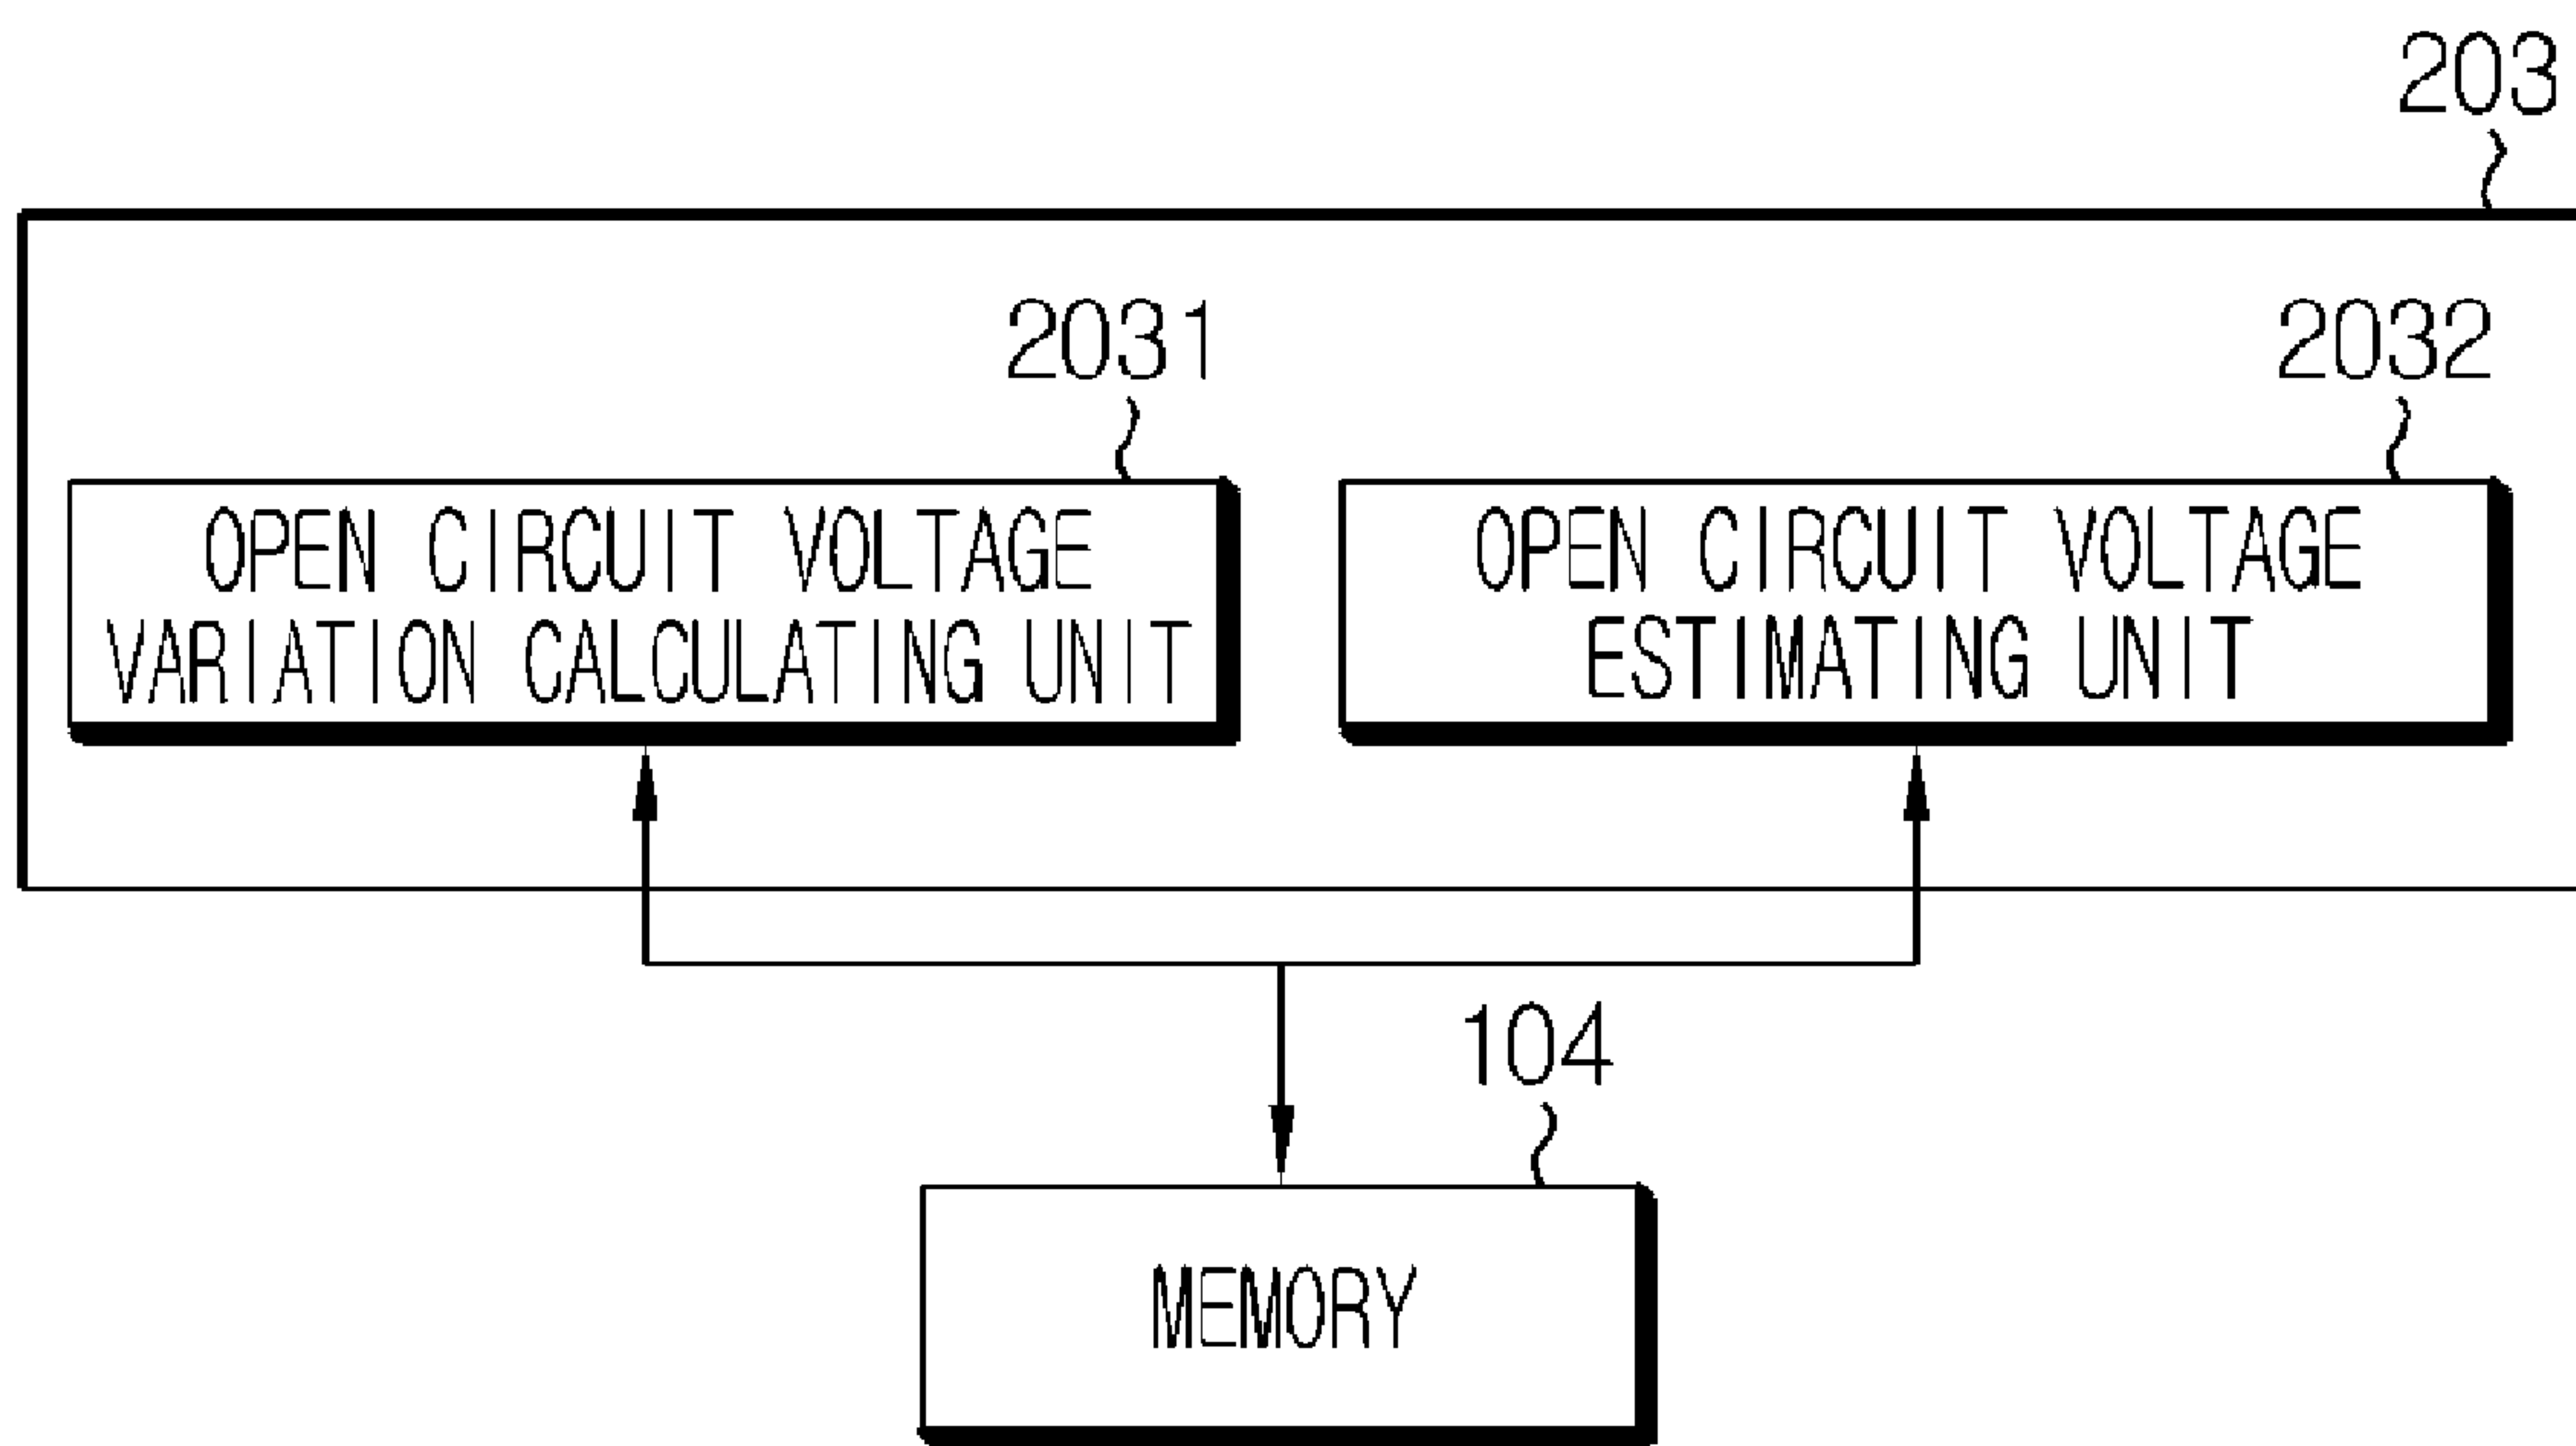 203
2031
2032
OPEN CIRCUIT VOLTAGE
VARIATION CALCULATING UNIT
OPEN CIRCUIT VOLTAGE
ESTIMATING UNIT
104
MEMORY